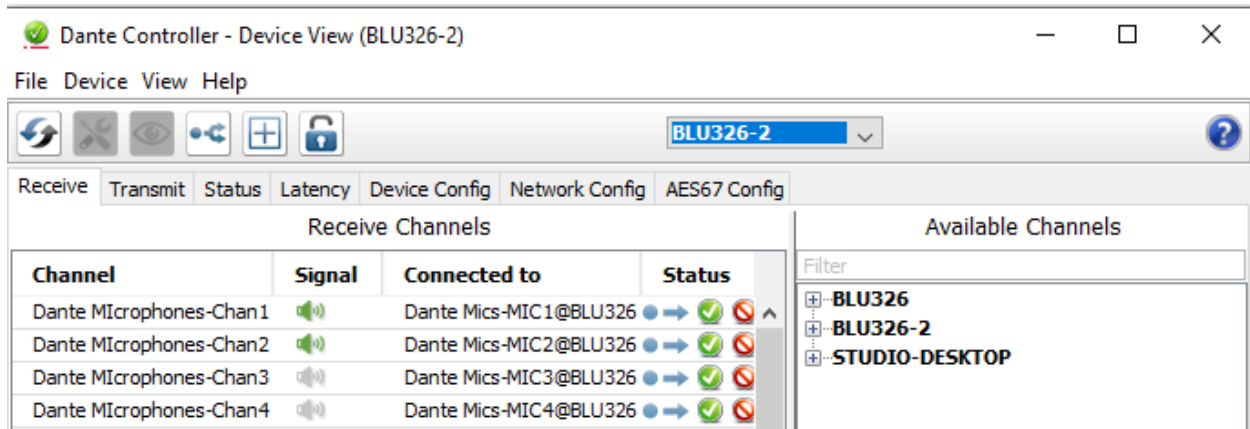 Dante Controller - Device View (BLU326-2)
File Device View Help
BLU326-2
Receive Transmit Status Latency Device Config Network Config AES67 Config
Receive Channels
Available Channels
Channel Signal Connected to Status
Filter
Dante MIcrophones-Chan1 Dante Mics-MIC1@BLU326
Dante MIcrophones-Chan2 Dante Mics-MIC2@BLU326
Dante MIcrophones-Chan3 Dante Mics-MIC3@BLU326
Dante MIcrophones-Chan4 Dante Mics-MIC4@BLU326
BLU326
BLU326-2
STUDIO-DESKTOP